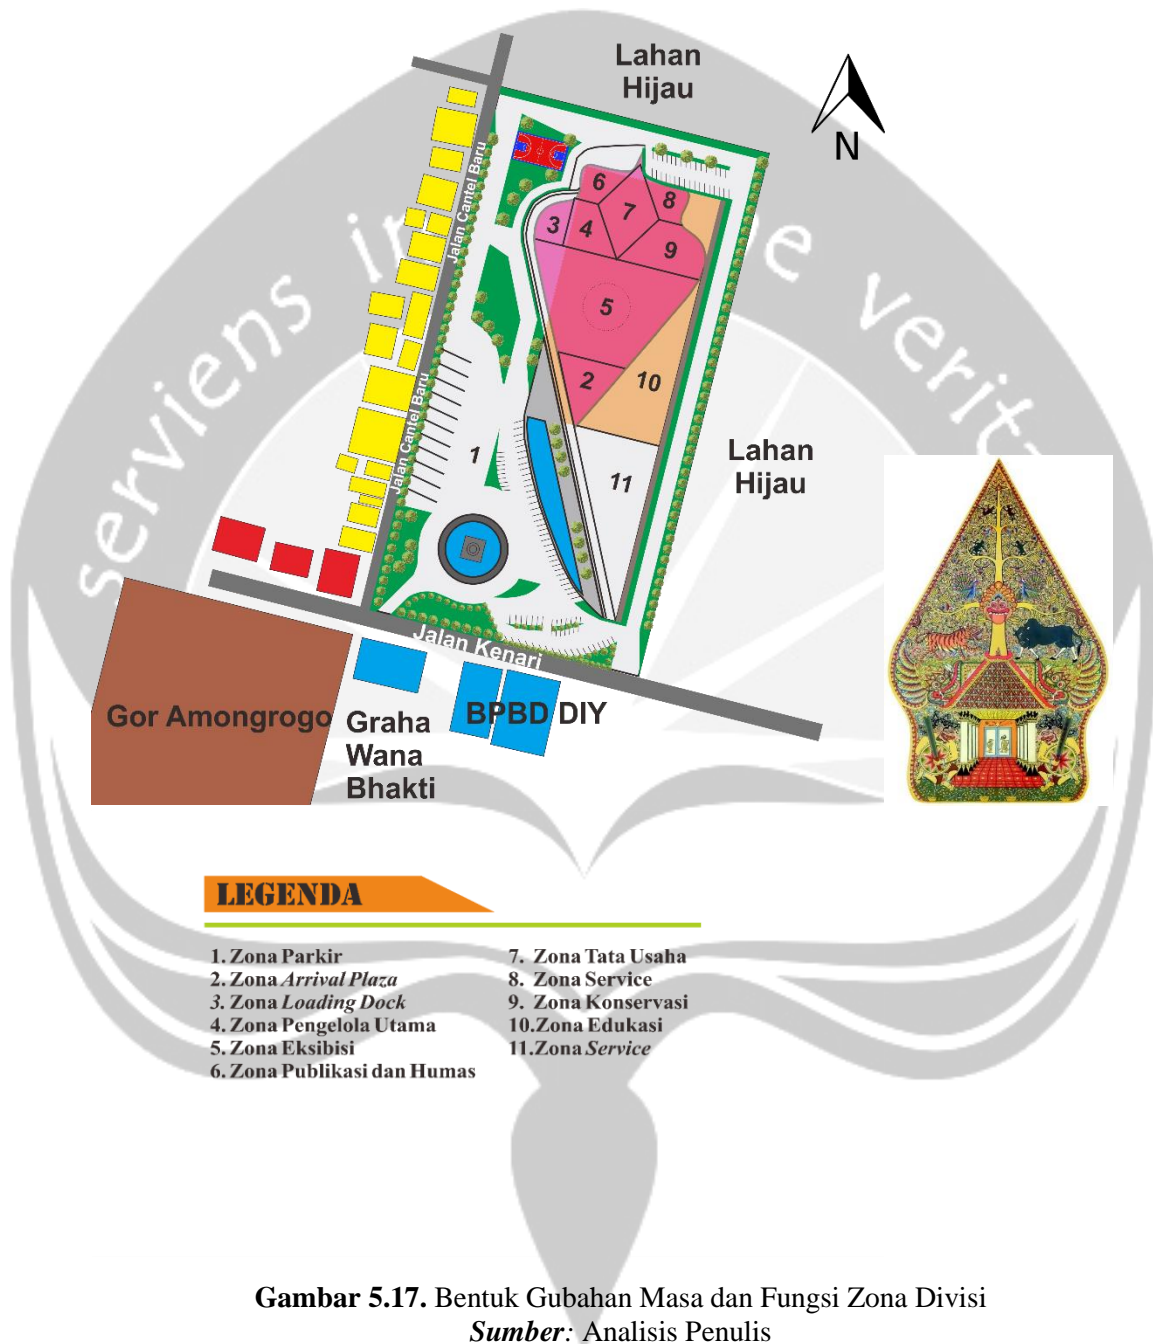 Lahan
Hijau
N
Jalan Cantel Baru
6
8
7
3
4
9
5
Jalan Cantel Baru
2
10
1
11
Lahan
Hijau
Jalan Kenari
Gor Amongrogo
Graha
Wana
Bhakti
BPBD DIY
serviens in
ne verita
LEGENDA
1. Zona Parkir
2. Zona Arrival Plaza
3. Zona Loading Dock
4. Zona Pengelola Utama
5. Zona Eksibisi
6. Zona Publikasi dan Humas
7. Zona Tata Usaha
8. Zona Service
9. Zona Konservasi
10.Zona Edukasi
11.Zona Service
Gambar 5.17. Bentuk Gubahan Masa dan Fungsi Zona Divisi
Sumber: Analisis Penulis